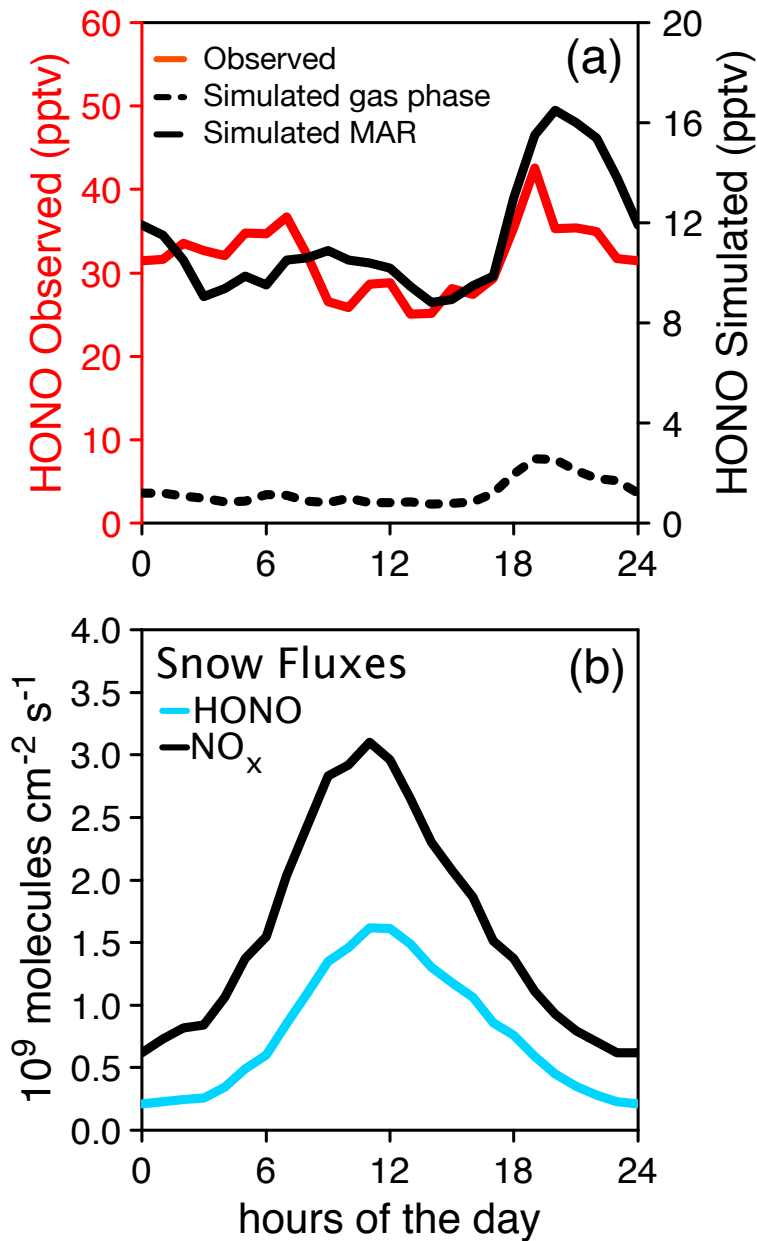 (a)
Observed
Simulated gas phase
Simulated MAR
HONO Observed (pptv)
60
50
40
30
20
10
0
HONO Simulated (pptv)
20
16
12
8
4
0
0 6 12 18 24
(b)
Snow Fluxes
HONO
NOx
10^9 molecules cm^-2 s^-1
4.0
3.5
3.0
2.5
2.0
1.5
1.0
0.5
0.0
0 6 12 18 24
hours of the day